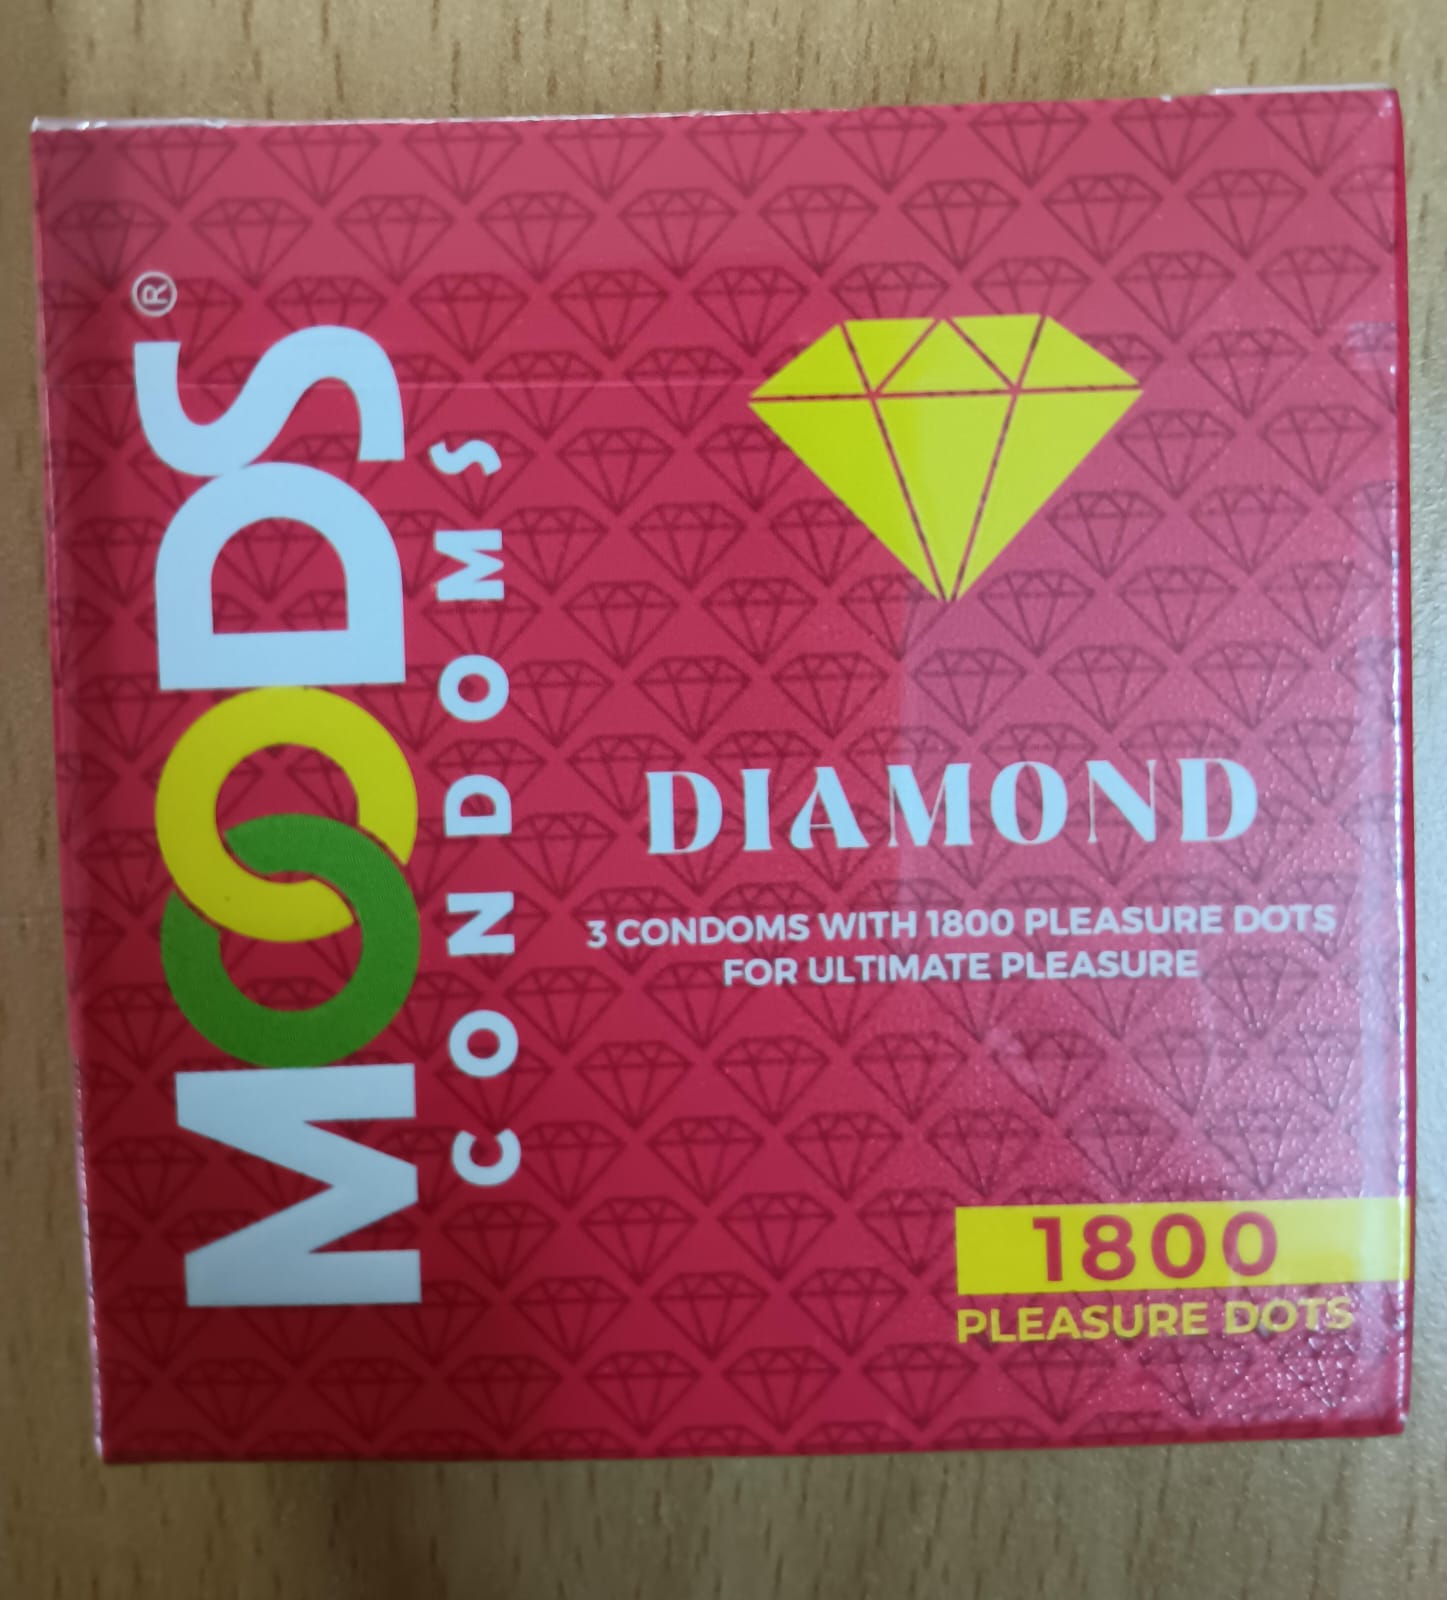 MOODS®
CONDOMS
DIAMOND
3 CONDOMS WITH 1800 PLEASURE DOTS
FOR ULTIMATE PLEASURE
1800
PLEASURE DOTS